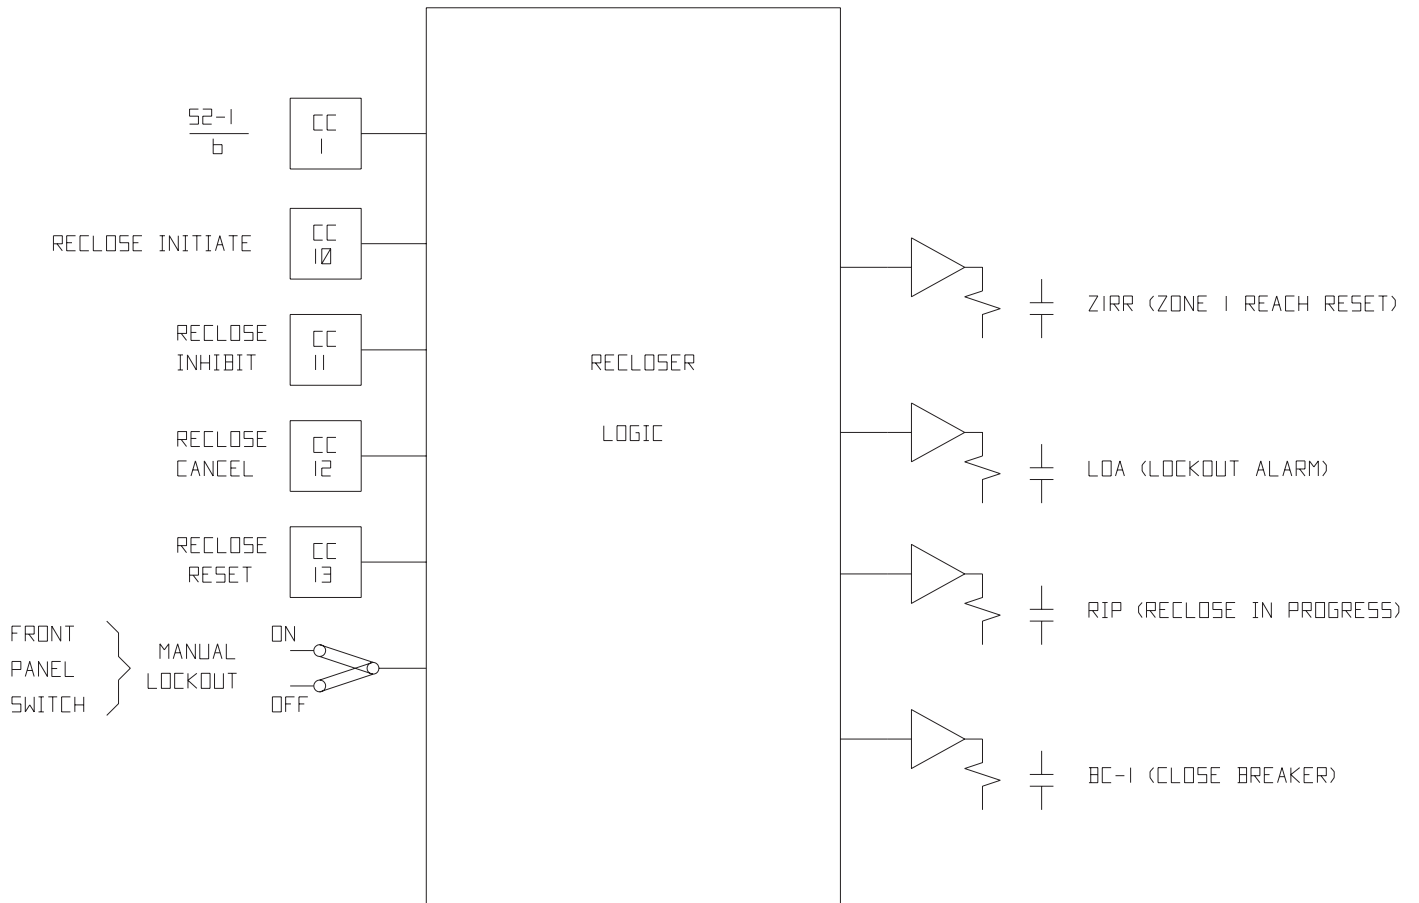 52-1
b
CC
1
RECLOSE INITIATE
CC
10
RECLOSE
INHIBIT
CC
11
RECLOSE
CANCEL
CC
12
RECLOSE
RESET
CC
13
FRONT
PANEL
SWITCH
MANUAL
LOCKOUT
ON
OFF
RECLOSER
LOGIC
Z1RR (ZONE 1 REACH RESET)
LOA (LOCKOUT ALARM)
RIP (RECLOSE IN PROGRESS)
BC-1 (CLOSE BREAKER)